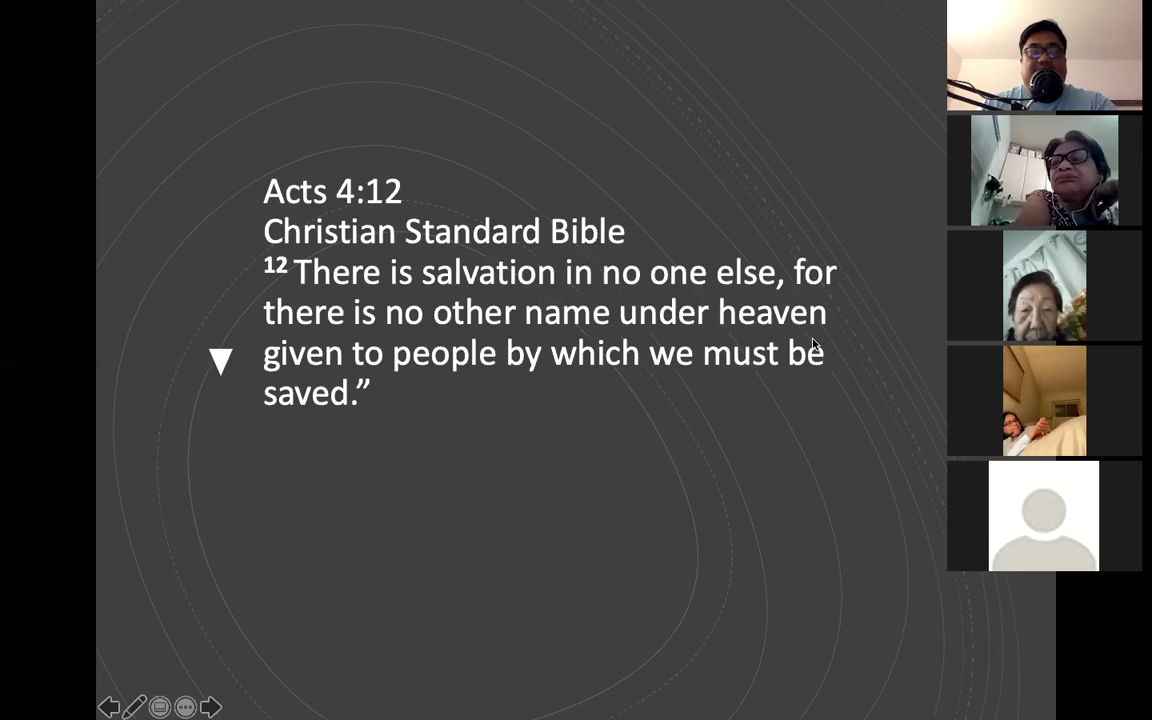 Acts 4:12
Christian Standard Bible
12 There is salvation in no one else, for
there is no other name under heaven
given to people by which we must be
saved.”